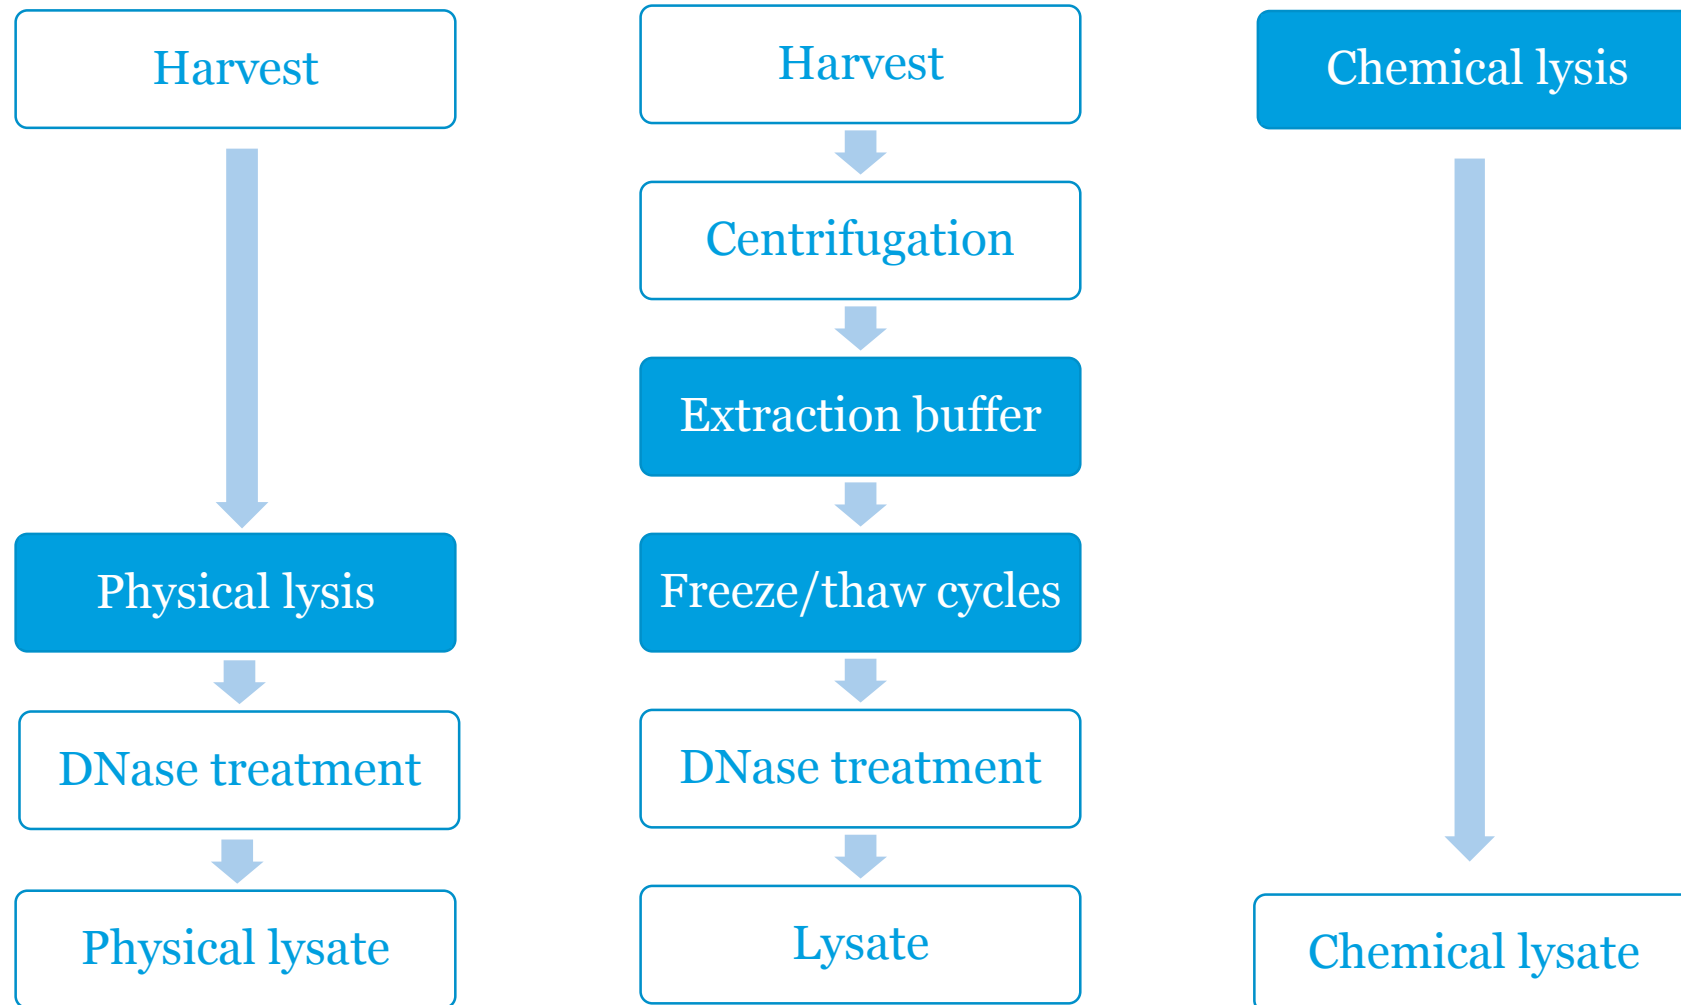 Harvest
Physical lysis
DNase treatment
Physical lysate
Harvest
Centrifugation
Extraction buffer
Freeze/thaw cycles
DNase treatment
Lysate
Chemical lysis
Chemical lysate